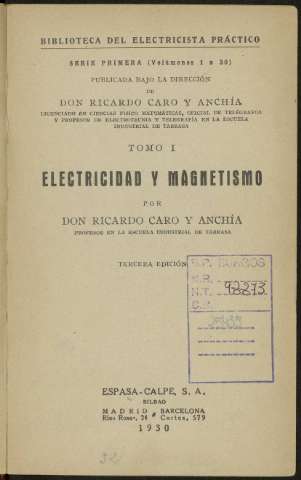 BIBLIOTECA DEL ELECTRICISTA PRÁCTICO
SERIE PRIMERA (Volúmenes 1 a 30)
PUBLICADA BAJO LA DIRECCIÓN
DE
DON RICARDO CARO Y ANCHÍA
LICENCIADO EN CIENCIAS FÍSICO MATEMÁTICAS, OFICIAL DE TELÉGRAFOS
Y PROFESOR DE ELECTROTECNIA Y TELEGRAFÍA EN LA ESCUELA
INDUSTRIAL DE TARRASA
TOMO I
ELECTRICIDAD Y MAGNETISMO
POR
DON RICARDO CARO Y ANCHÍA
PROFESOR EN LA ESCUELA INDUSTRIAL DE TARRASA
TERCERA EDICIÓN
B.P. BURGOS
N.R.
N.T. 92273
C.B.
ESPASA-CALPE, S. A.
BILBAO
MADRID BARCELONA
Ríos Rosas, 24 Cortes, 579
1930